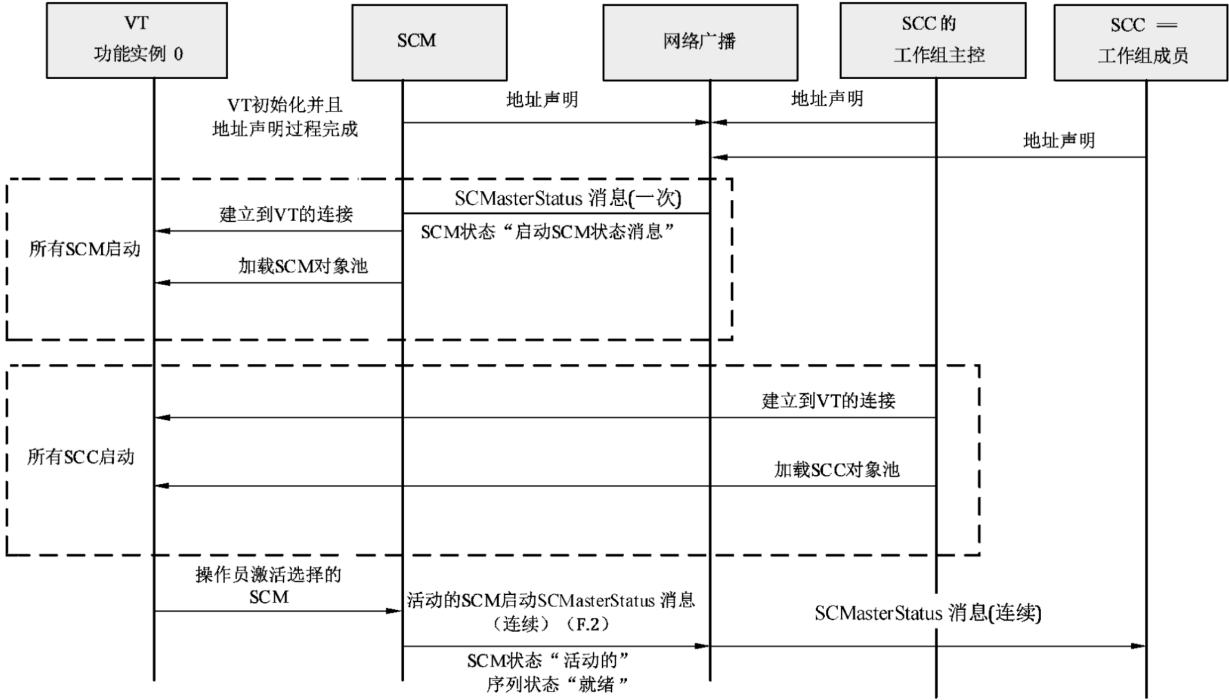 VT
功能实例 0
SCM
网络广播
SCC 的
工作组主控
SCC ==
工作组成员
VT初始化并且
地址声明过程完成
地址声明
地址声明
地址声明
所有SCM启动
SCMasterStatus 消息(一次)
建立到VT的连接
SCM状态“启动SCM状态消息”
加载SCM对象池
所有SCC启动
建立到VT的连接
加载SCC对象池
操作员激活选择的
SCM
活动的SCM启动SCMasterStatus 消息
（连续）（F.2）
SCM状态“活动的”
序列状态“就绪”
SCMasterStatus 消息(连续)